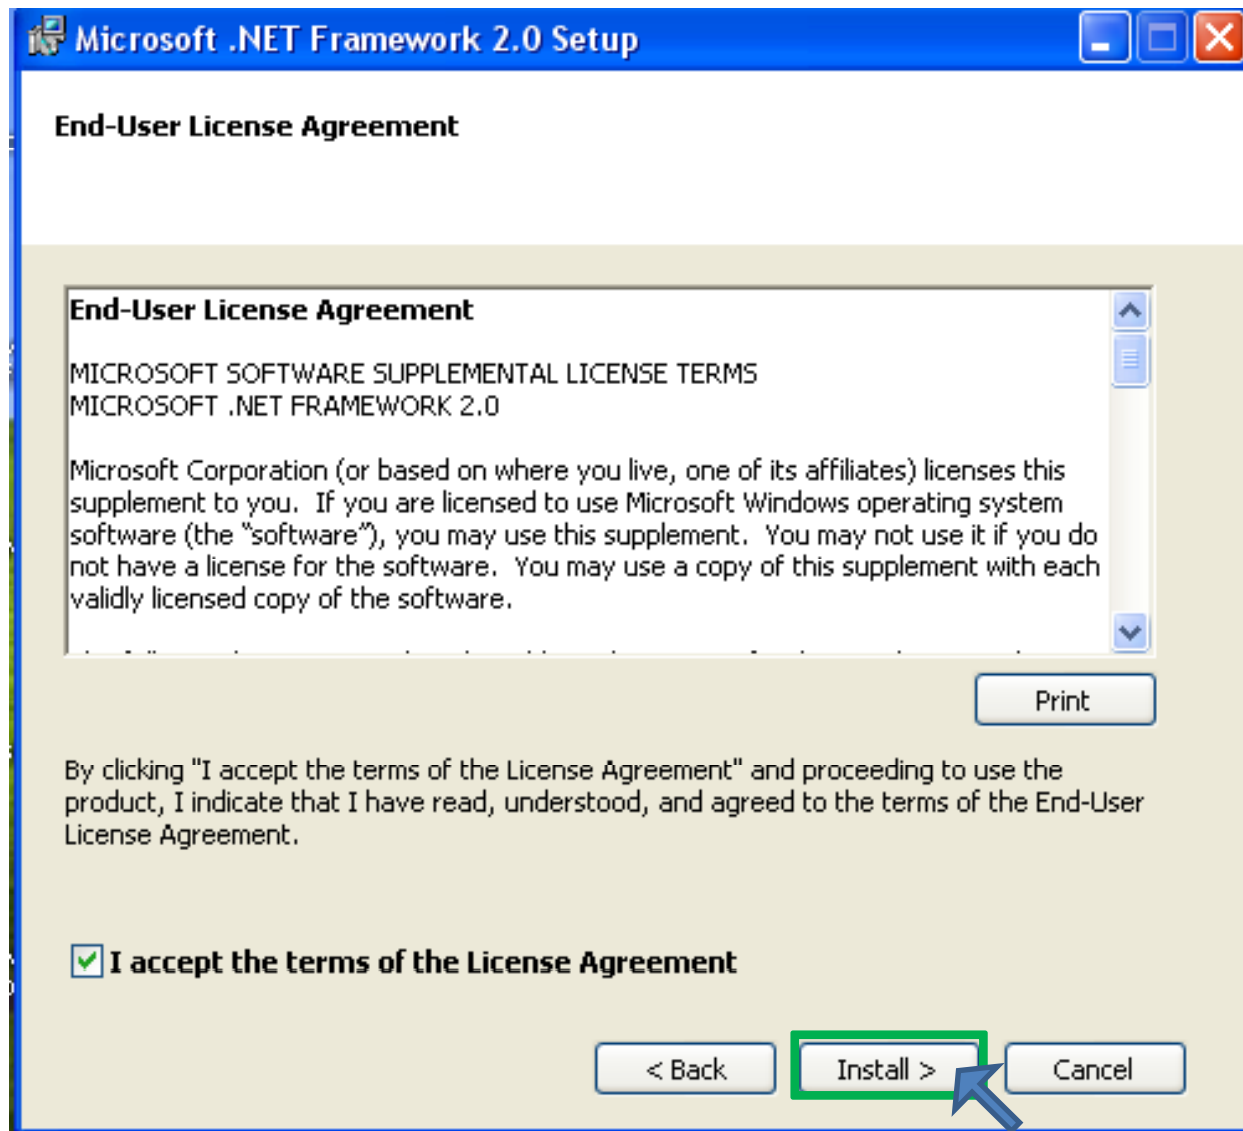 Microsoft .NET Framework 2.0 Setup
End-User License Agreement
End-User License Agreement
MICROSOFT SOFTWARE SUPPLEMENTAL LICENSE TERMS
MICROSOFT .NET FRAMEWORK 2.0
Microsoft Corporation (or based on where you live, one of its affiliates) licenses this
supplement to you.  If you are licensed to use Microsoft Windows operating system
software (the “software”), you may use this supplement.  You may not use it if you do
not have a license for the software.  You may use a copy of this supplement with each
validly licensed copy of the software.
Print
By clicking "I accept the terms of the License Agreement" and proceeding to use the
product, I indicate that I have read, understood, and agreed to the terms of the End-User
License Agreement.
I accept the terms of the License Agreement
< Back
Install >
Cancel